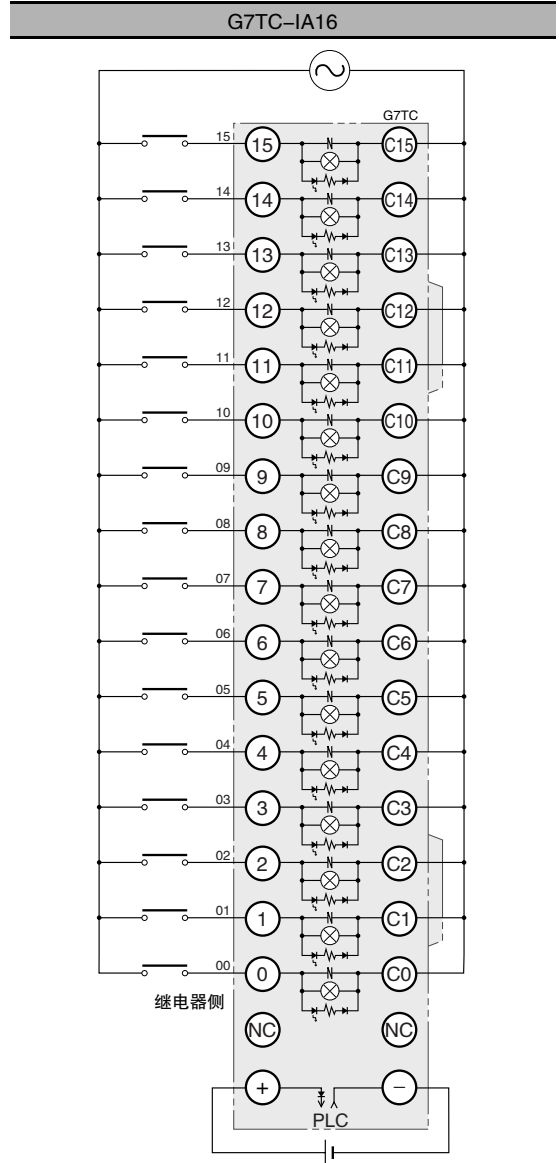 G7TC–IA16
G7TC
15 15 C15
14 14 C14
13 13 C13
12 12 C12
11 11 C11
10 10 C10
09 9 C9
08 8 C8
07 7 C7
06 6 C6
05 5 C5
04 4 C4
03 3 C3
02 2 C2
01 1 C1
00 0 C0
继电器侧
NC NC
+ −
PLC